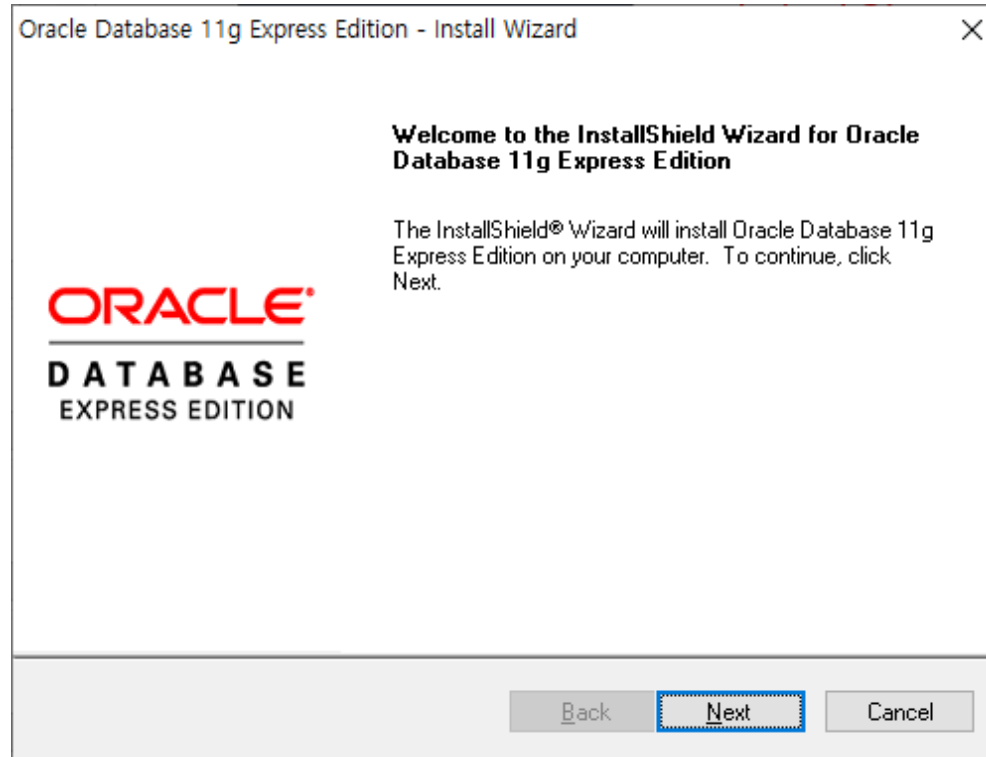 Oracle Database 11g Express Edition - Install Wizard
Welcome to the InstallShield Wizard for Oracle
Database 11g Express Edition
The InstallShield® Wizard will install Oracle Database 11g
Express Edition on your computer.  To continue, click
Next.
ORACLE®
DATABASE
EXPRESS EDITION
Back
Next
Cancel